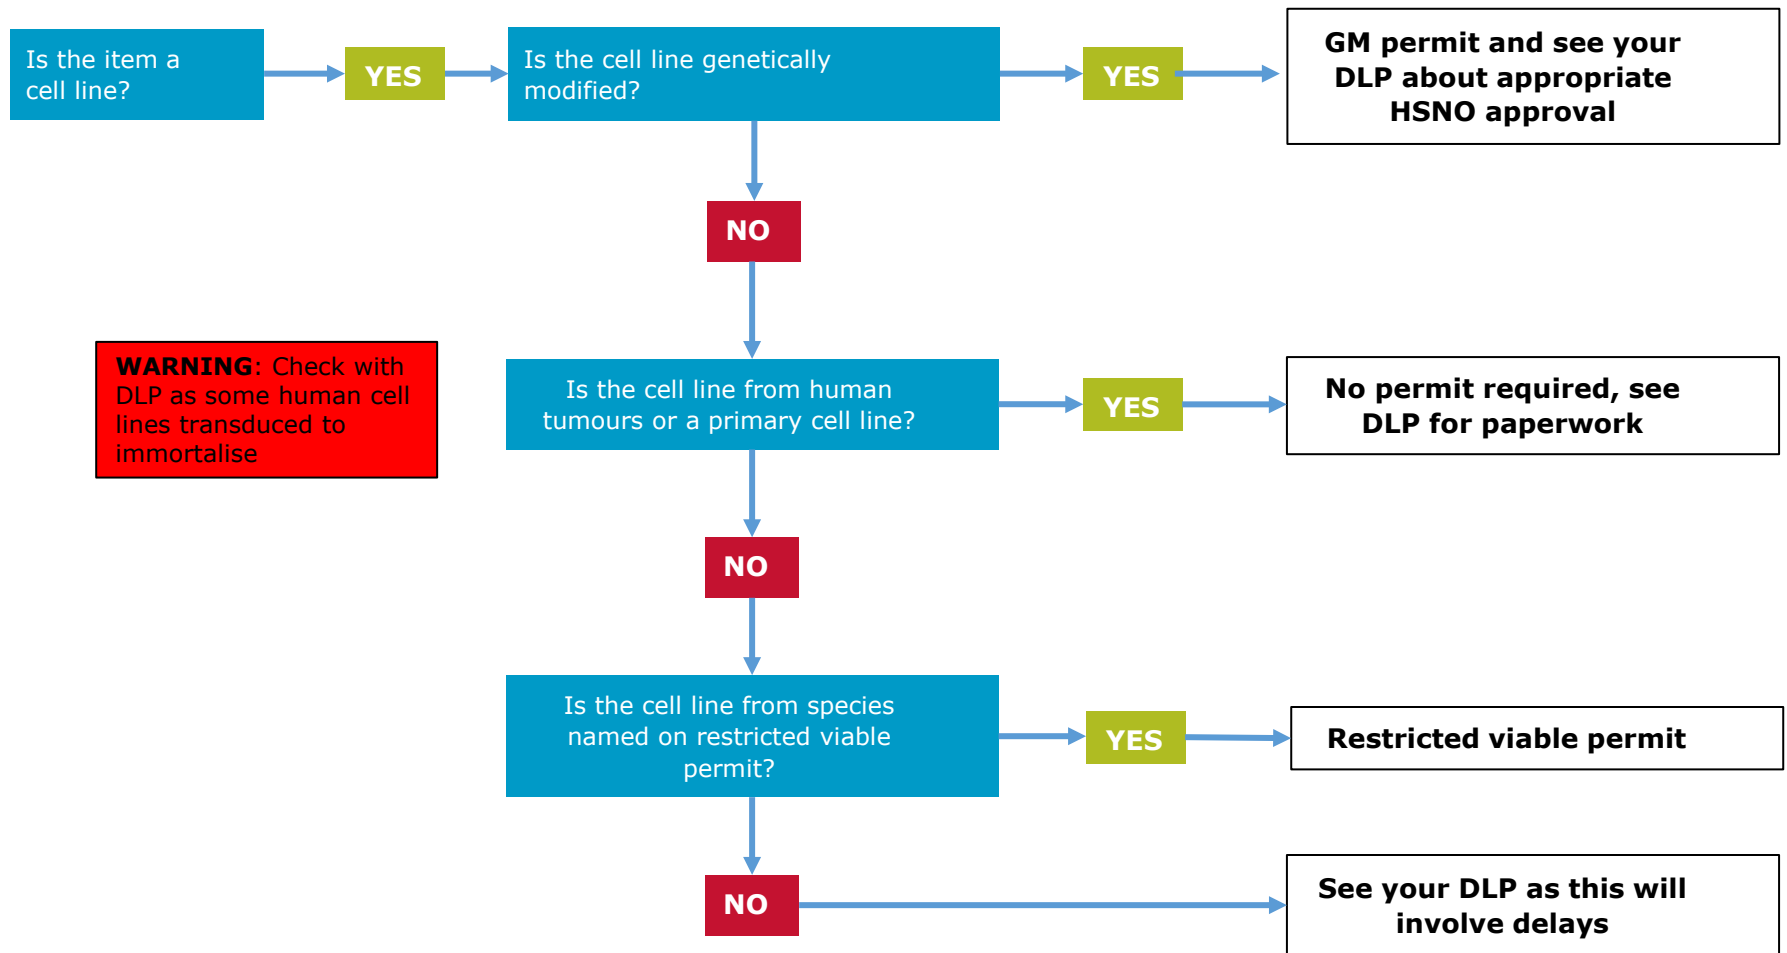 Is the item a
cell line?
YES
Is the cell line genetically
modified?
YES
GM permit and see your
DLP about appropriate
HSNO approval
NO
WARNING: Check with
DLP as some human cell
lines transduced to
immortalise
Is the cell line from human
tumours or a primary cell line?
YES
No permit required, see
DLP for paperwork
NO
Is the cell line from species
named on restricted viable
permit?
YES
Restricted viable permit
NO
See your DLP as this will
involve delays